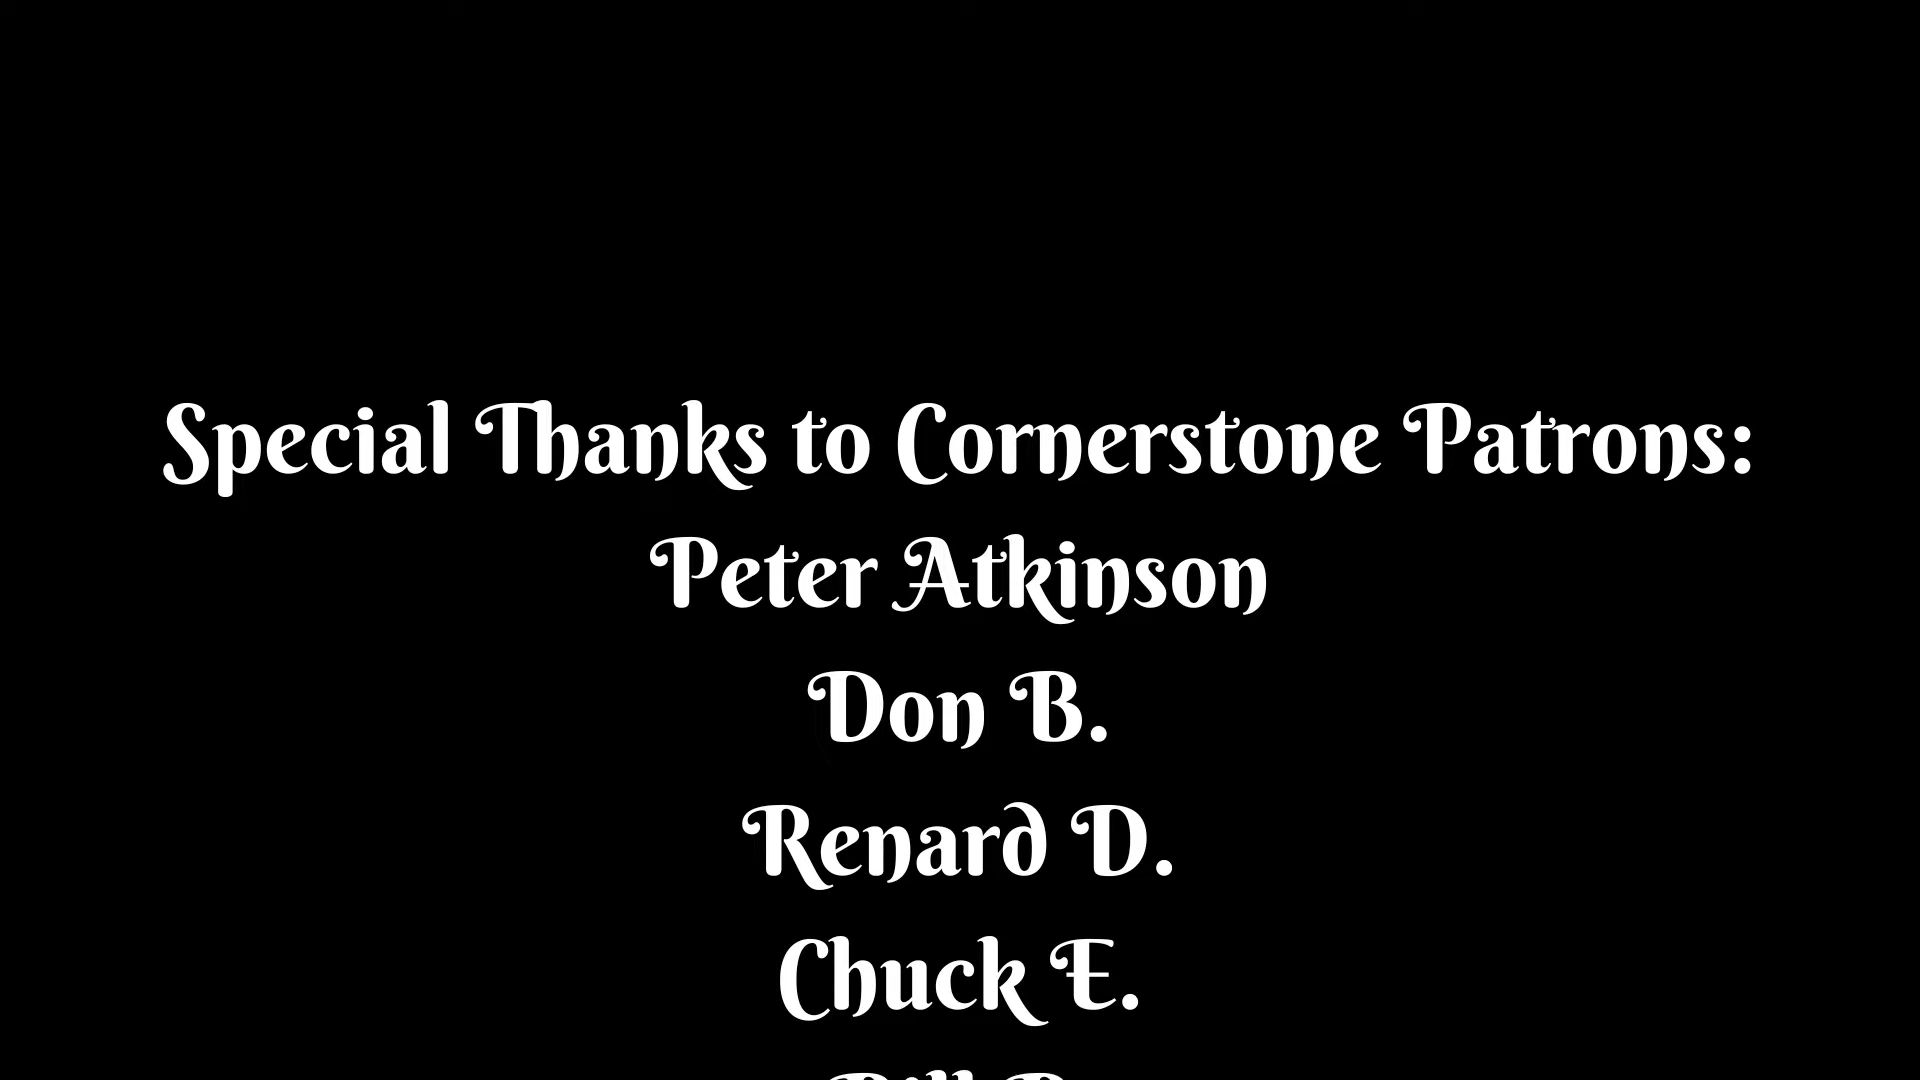 Special Thanks to Cornerstone Patrons:
Peter Atkinson
Don B.
Renard D.
Chuck E.